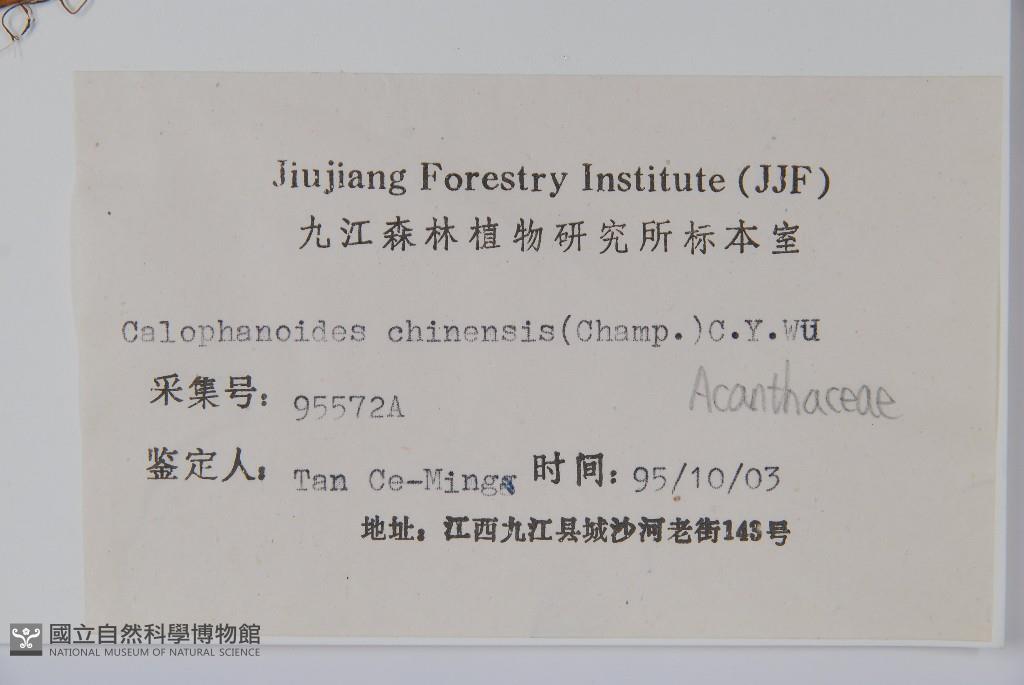 Jiujiang Forestry Institute (JJF)
九江森林植物研究所标本室
Calophanoides chinensis(Champ.)C.Y.Wu
Acanthaceae
采集号: 95572A
鉴定人: Tan Ce-Ming 时间: 95/10/03
地址: 江西九江县城沙河老街143号
國立自然科學博物館
NATIONAL MUSEUM OF NATURAL SCIENCE